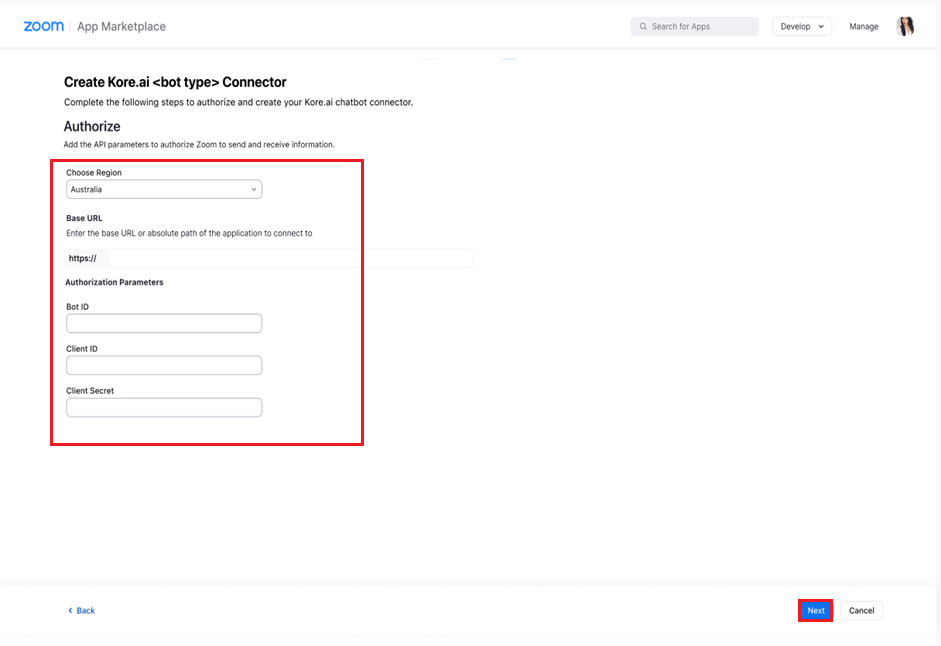 zoom App Marketplace Search for Apps Develop Manage
Create Kore.ai <bot type> Connector
Complete the following steps to authorize and create your Kore.ai chatbot connector.
Authorize
Add the API parameters to authorize Zoom to send and receive information.
Choose Region
Australia
Base URL
Enter the base URL or absolute path of the application to connect to
https://
Authorization Parameters
Bot ID
Client ID
Client Secret
Back Next Cancel